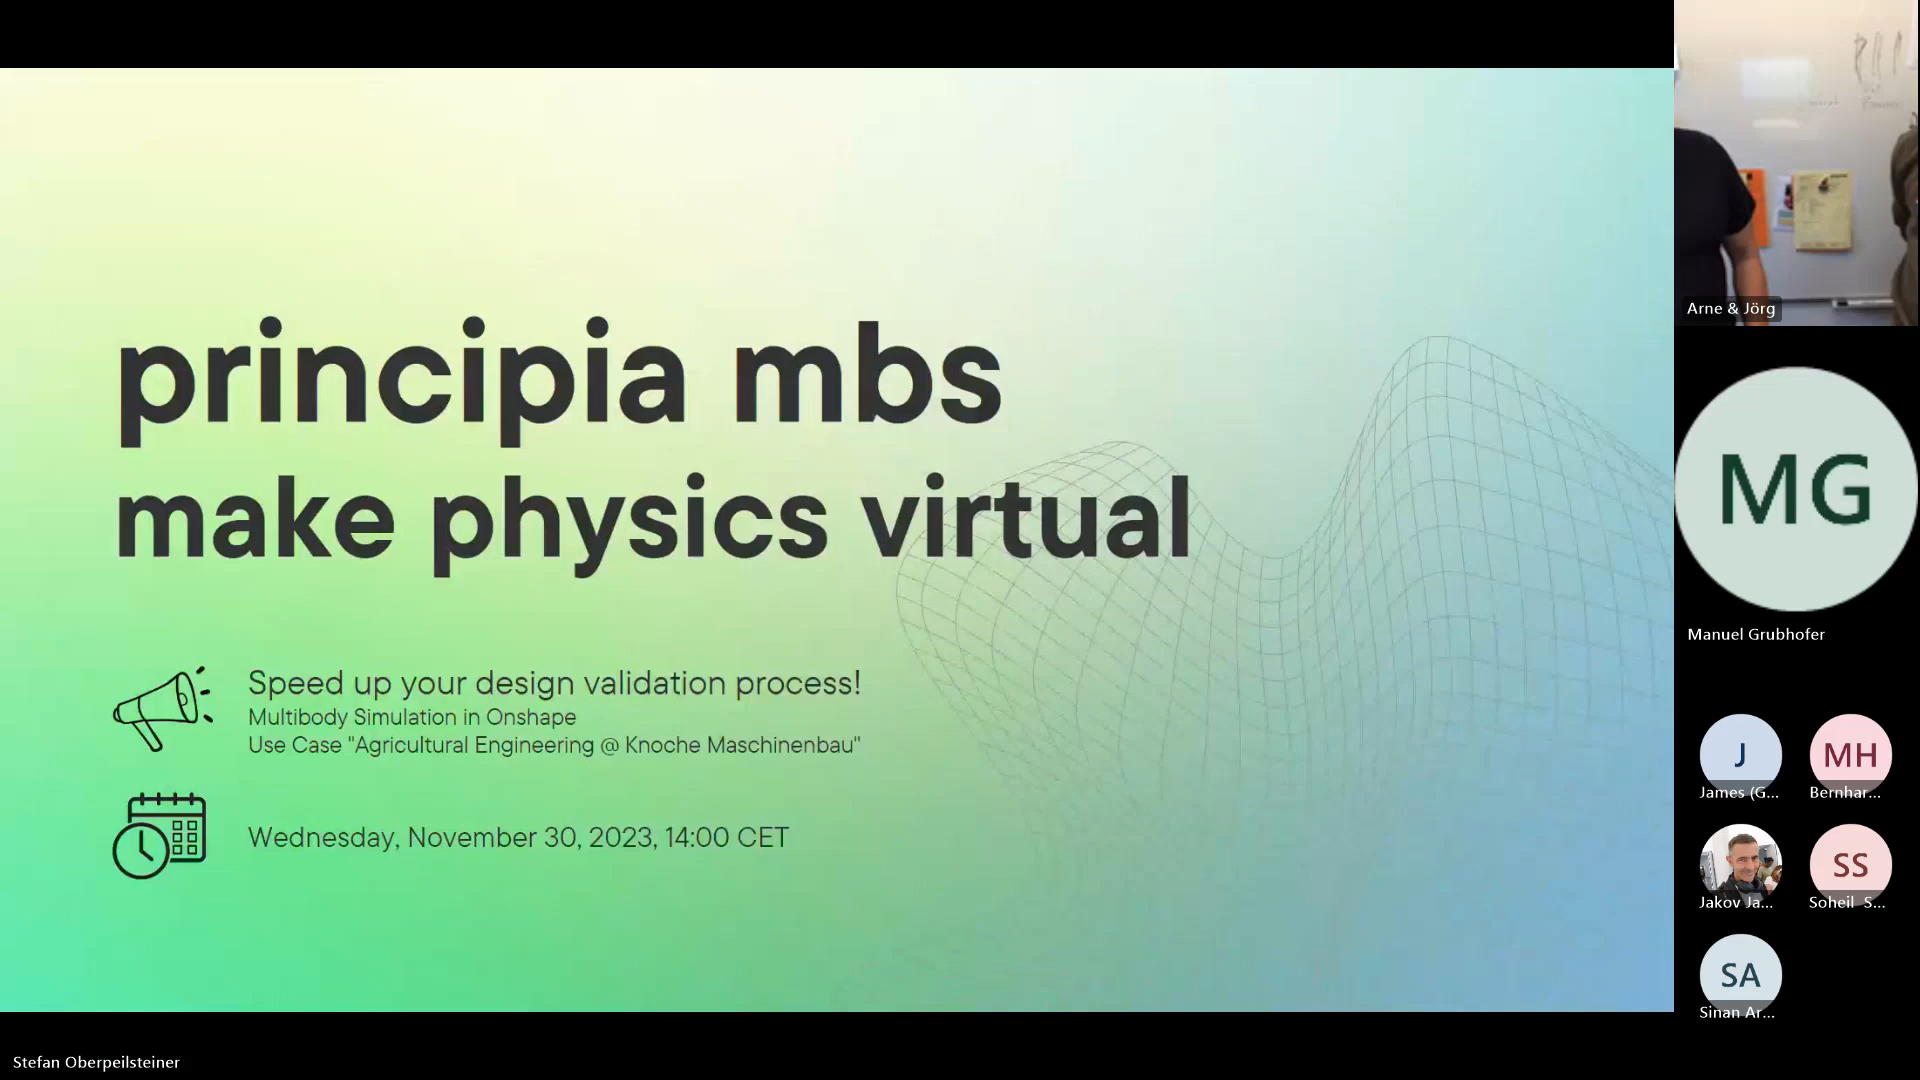 principia mbs
make physics virtual
Speed up your design validation process!
Multibody Simulation in Onshape
Use Case "Agricultural Engineering @ Knoche Maschinenbau"
Wednesday, November 30, 2023, 14:00 CET
Stefan Oberpeilsteiner
Arne & Jörg
MG
Manuel Grubhofer
J
James (G...
MH
Bernhar...
Jakov Ja...
SS
Soheil S...
SA
Sinan Ar...